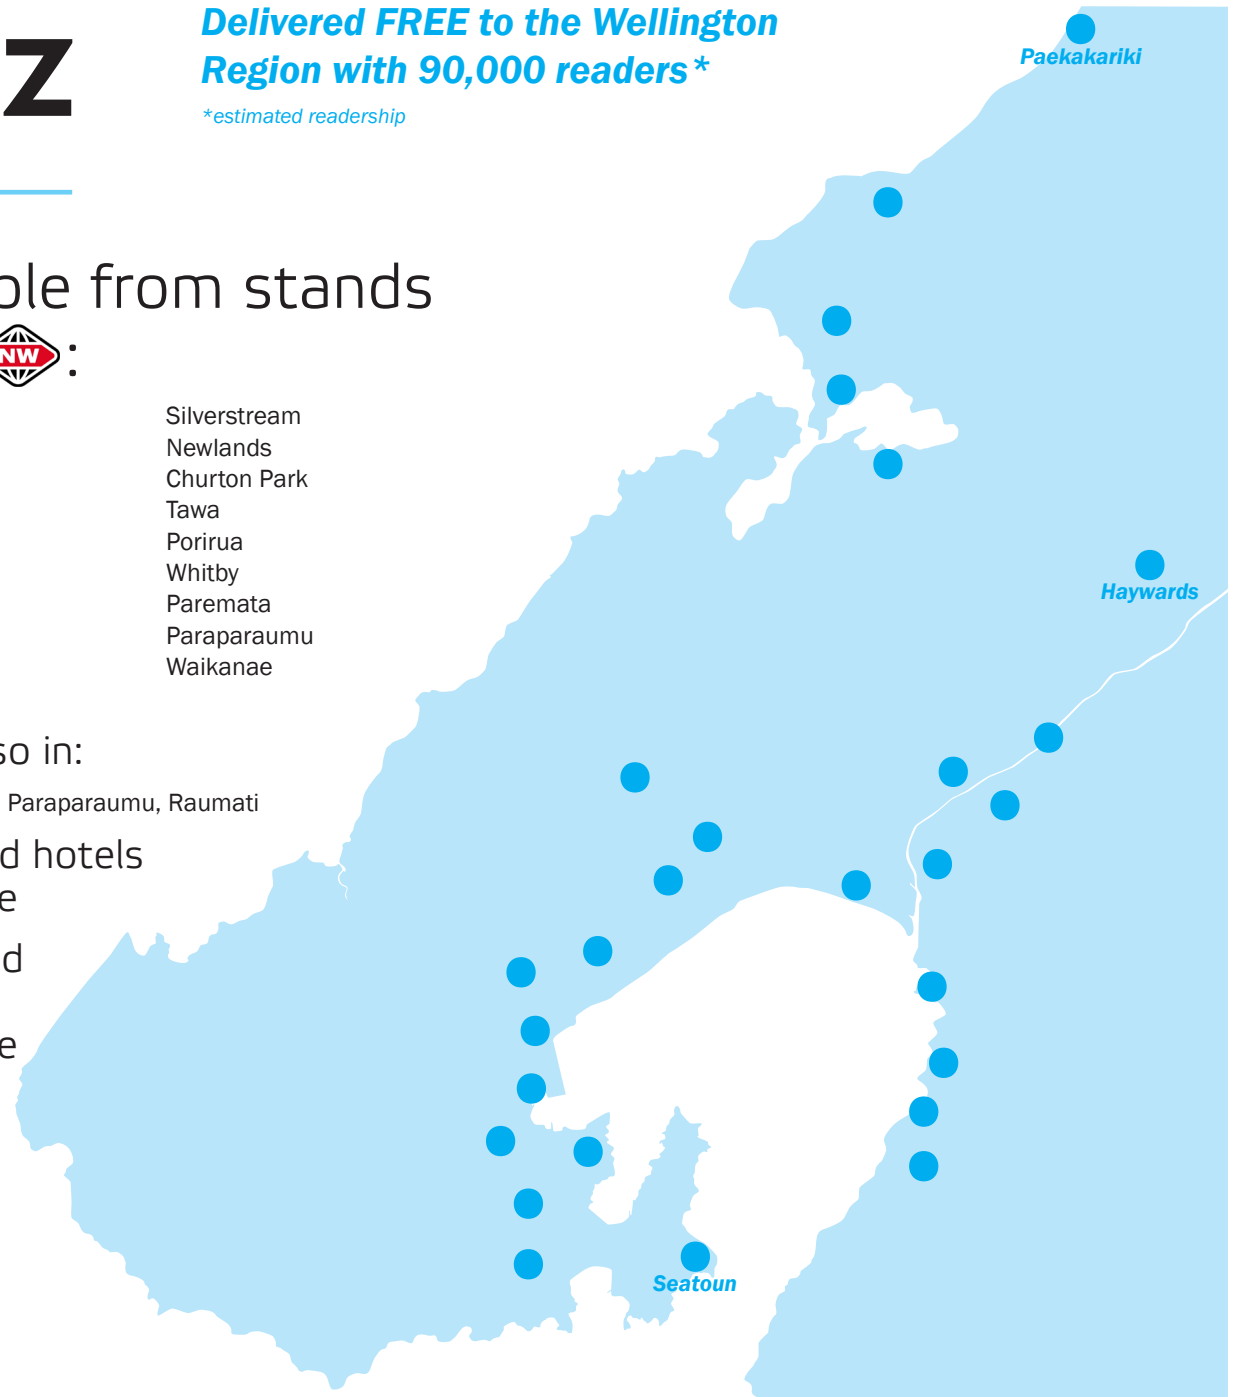 z
Delivered FREE to the Wellington
Region with 90,000 readers*
*estimated readership
ble from stands
NW :
Silverstream
Newlands
Churton Park
Tawa
Porirua
Whitby
Paremata
Paraparaumu
Waikanae
so in:
Paraparaumu, Raumati
d hotels
e
d
e
Paekakariki
Haywards
Seatoun